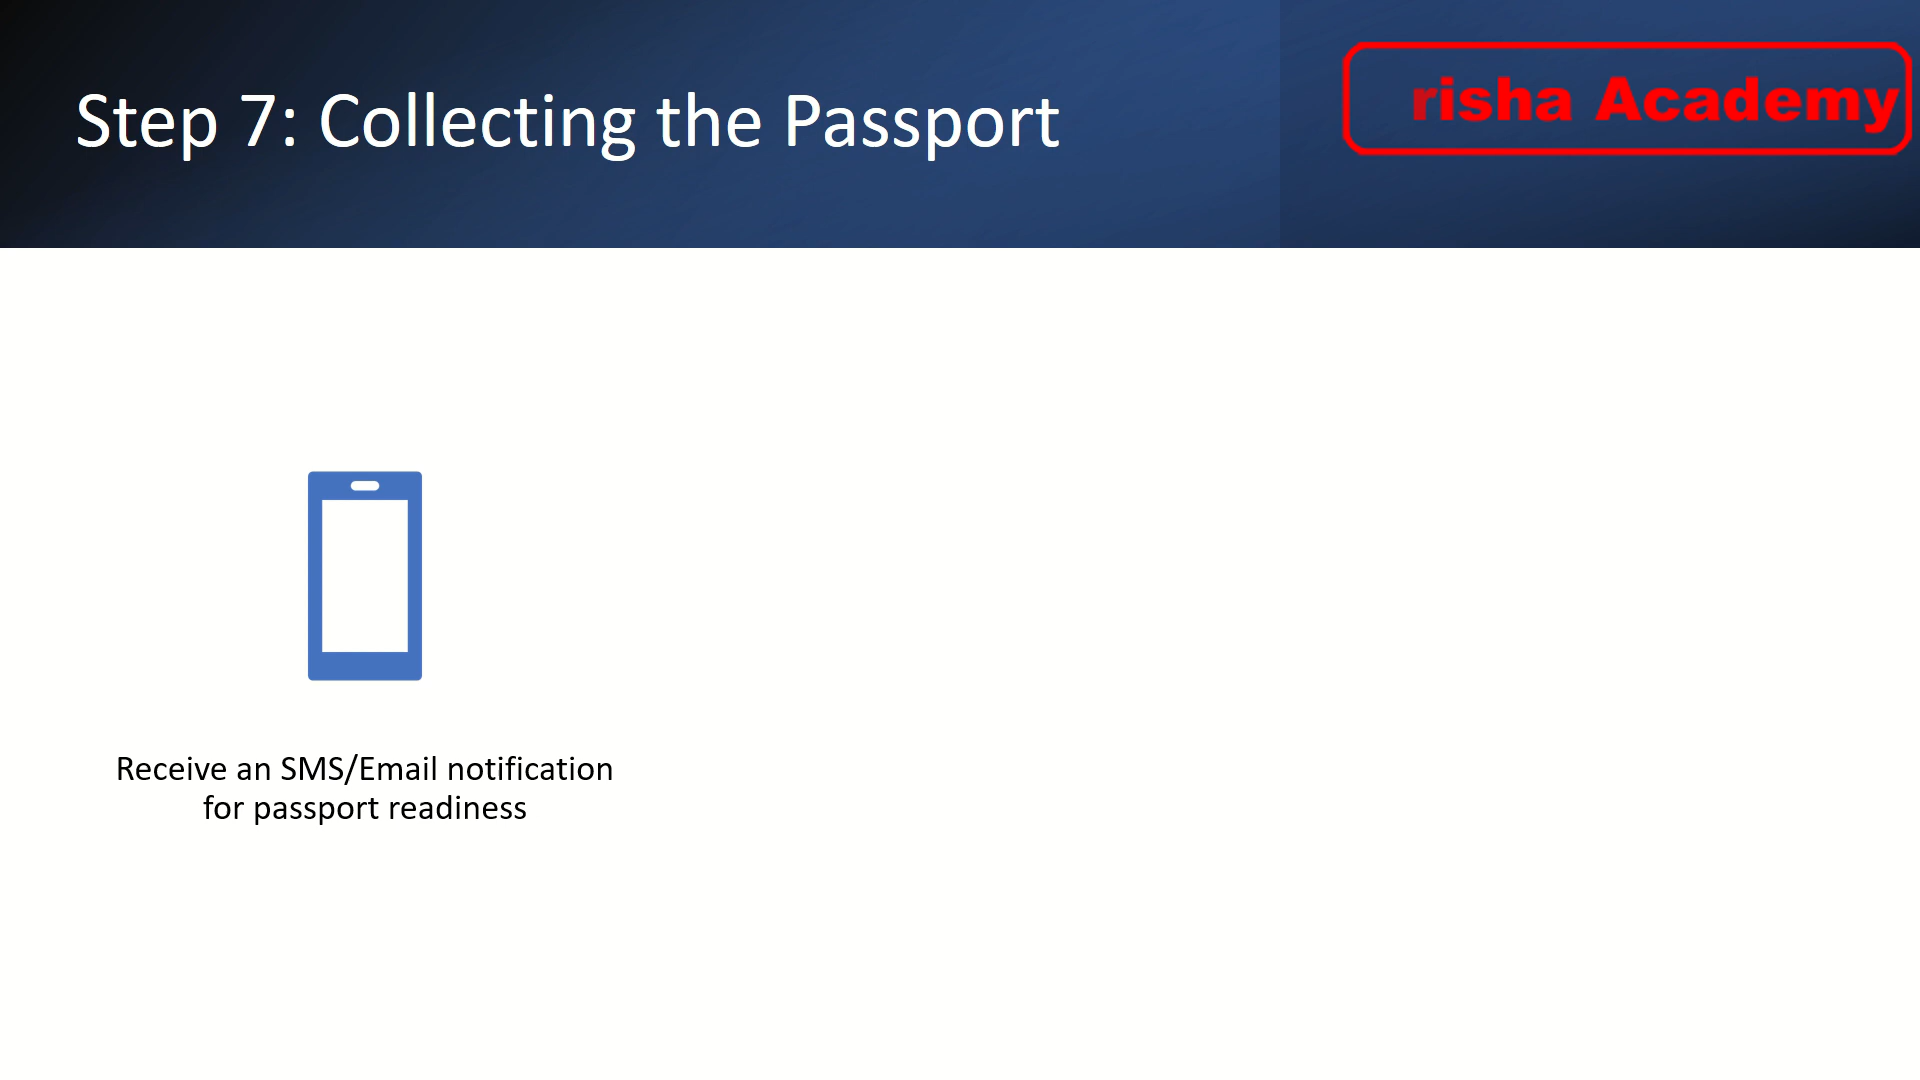 Step 7: Collecting the Passport
risha Academy
Receive an SMS/Email notification
for passport readiness